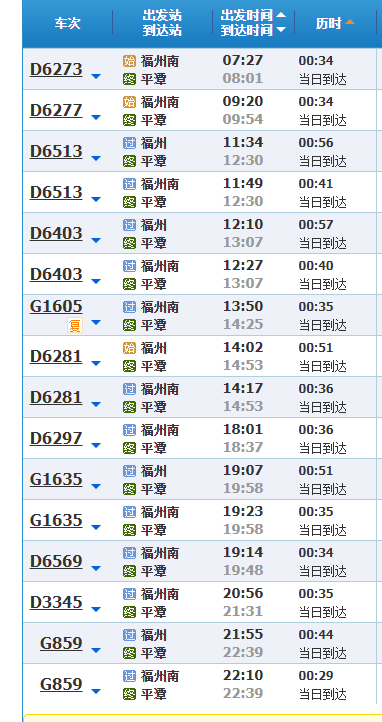 车次 出发站 到达站 出发时间 到达时间 历时
D6273 始 福州南 07:27 00:34
终 平潭 08:01 当日到达
D6277 始 福州南 09:20 00:34
终 平潭 09:54 当日到达
D6513 过 福州 11:34 00:56
终 平潭 12:30 当日到达
D6513 过 福州南 11:49 00:41
终 平潭 12:30 当日到达
D6403 过 福州 12:10 00:57
终 平潭 13:07 当日到达
D6403 过 福州南 12:27 00:40
终 平潭 13:07 当日到达
G1605 过 福州南 13:50 00:35
复 终 平潭 14:25 当日到达
D6281 始 福州 14:02 00:51
终 平潭 14:53 当日到达
D6281 过 福州南 14:17 00:36
终 平潭 14:53 当日到达
D6297 过 福州南 18:01 00:36
终 平潭 18:37 当日到达
G1635 过 福州 19:07 00:51
终 平潭 19:58 当日到达
G1635 过 福州南 19:23 00:35
终 平潭 19:58 当日到达
D6569 过 福州南 19:14 00:34
终 平潭 19:48 当日到达
D3345 过 福州南 20:56 00:35
终 平潭 21:31 当日到达
G859 过 福州 21:55 00:44
终 平潭 22:39 当日到达
G859 过 福州南 22:10 00:29
终 平潭 22:39 当日到达